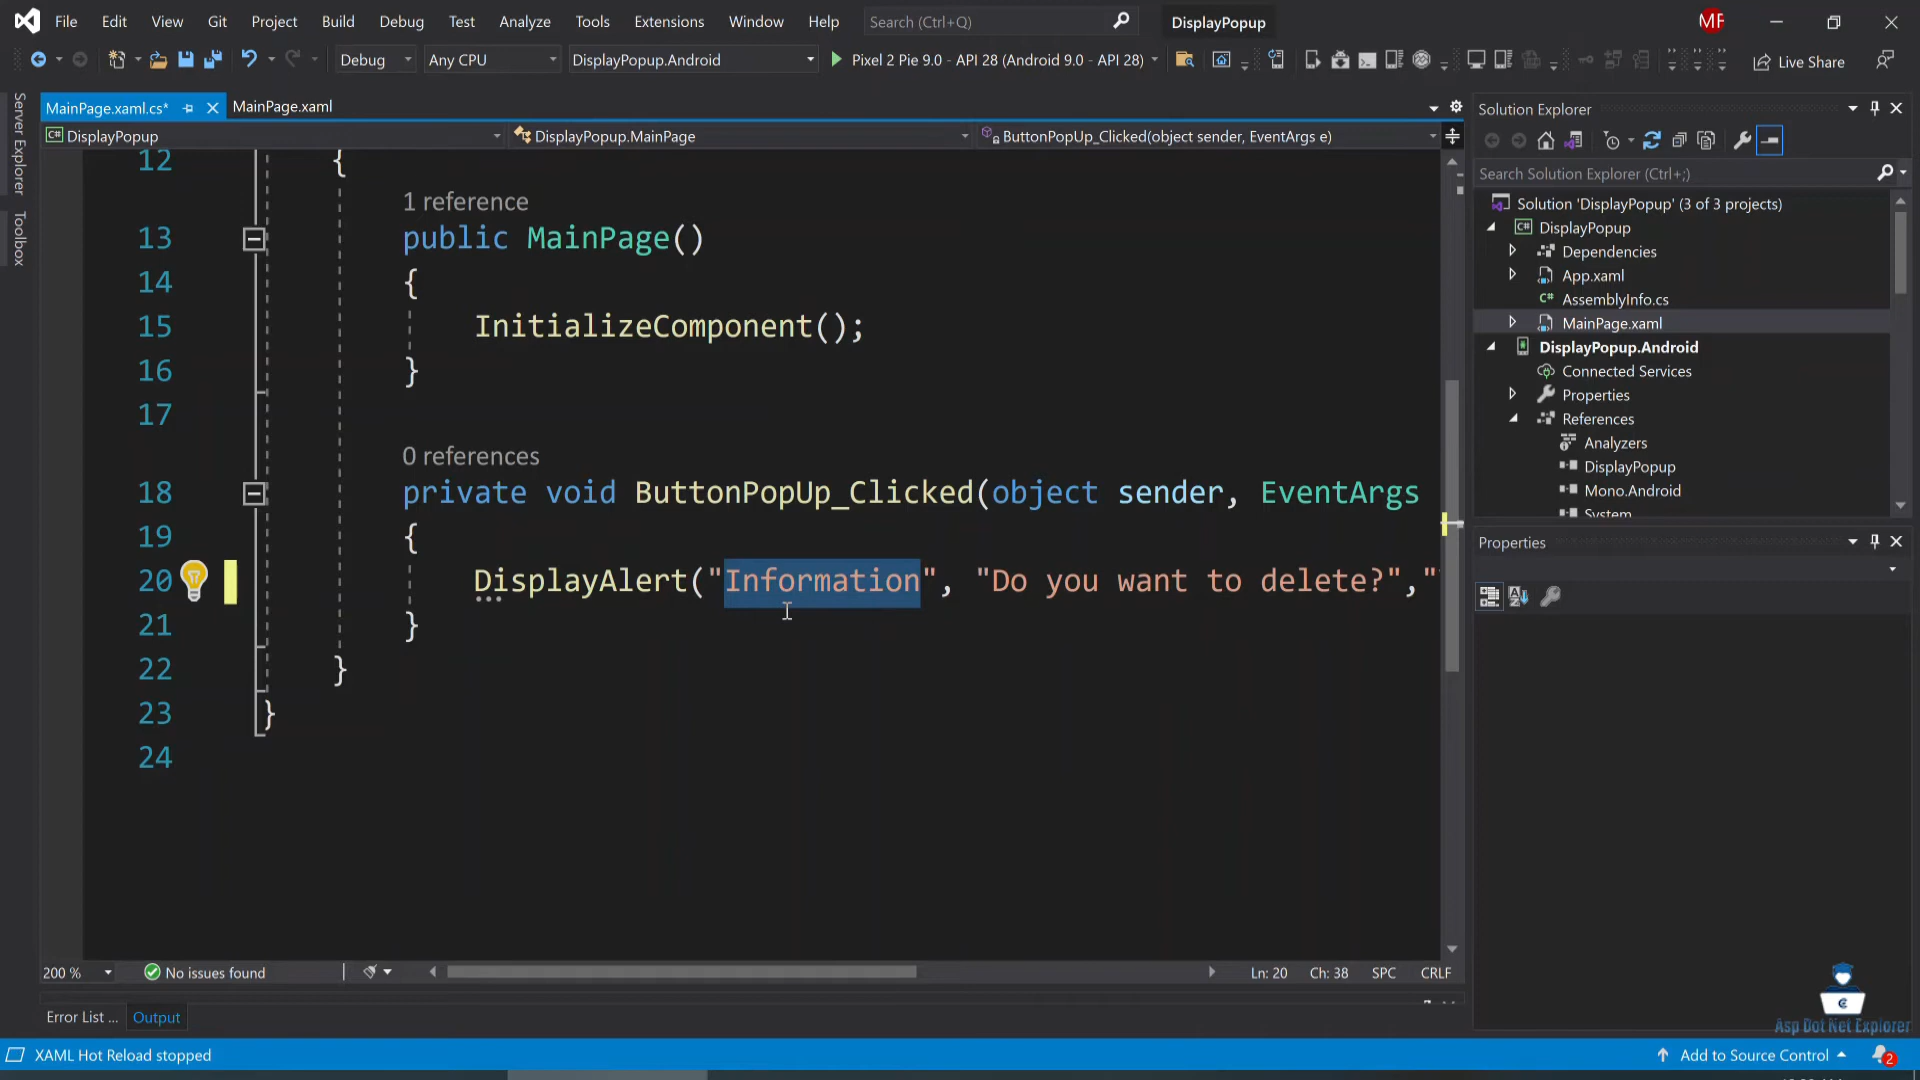 File Edit View Git Project Build Debug Test Analyze Tools Extensions Window Help Search (Ctrl+Q) DisplayPopup MF
Debug Any CPU DisplayPopup.Android Pixel 2 Pie 9.0 - API 28 (Android 9.0 - API 28) Live Share
Server Explorer
Toolbox
MainPage.xaml.cs* MainPage.xaml
C# DisplayPopup DisplayPopup.MainPage ButtonPopUp_Clicked(object sender, EventArgs e)
12 {
1 reference
13 public MainPage()
14 {
15 InitializeComponent();
16 }
17
0 references
18 private void ButtonPopUp_Clicked(object sender, EventArgs
19 {
20 DisplayAlert("Information", "Do you want to delete?","
21 }
22 }
23 }
24
200 % No issues found Ln: 20 Ch: 38 SPC CRLF
Error List ... Output
XAML Hot Reload stopped Add to Source Control 2
Solution Explorer
Search Solution Explorer (Ctrl+;)
Solution 'DisplayPopup' (3 of 3 projects)
C# DisplayPopup
Dependencies
App.xaml
C# AssemblyInfo.cs
MainPage.xaml
DisplayPopup.Android
Connected Services
Properties
References
Analyzers
DisplayPopup
Mono.Android
System
Properties
Asp Dot Net Explorer